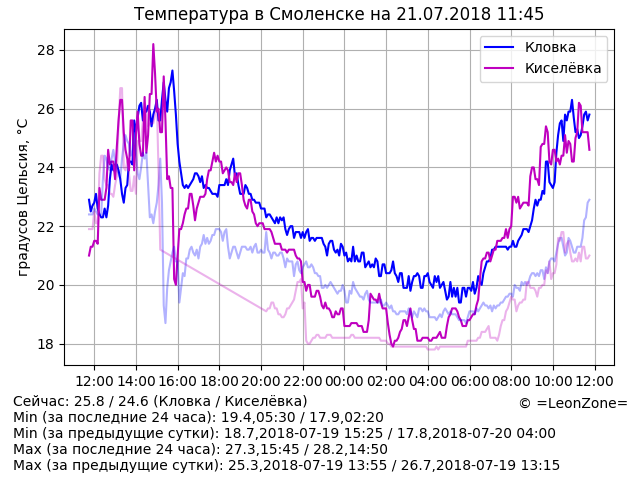 Температура в Смоленске на 21.07.2018 11:45
Кловка
Киселёвка
градусов Цельсия, °C
28
26
24
22
20
18
12:00 14:00 16:00 18:00 20:00 22:00 00:00 02:00 04:00 06:00 08:00 10:00 12:00
Сейчас: 25.8 / 24.6 (Кловка / Киселёвка)
© =LeonZone=
Min (за последние 24 часа): 19.4,05:30 / 17.9,02:20
Min (за предыдущие сутки): 18.7,2018-07-19 15:25 / 17.8,2018-07-20 04:00
Max (за последние 24 часа): 27.3,15:45 / 28.2,14:50
Max (за предыдущие сутки): 25.3,2018-07-19 13:55 / 26.7,2018-07-19 13:15